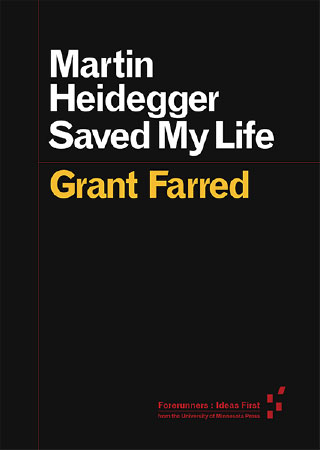 Martin
Heidegger
Saved My Life
Grant Farred
Forerunners : Ideas First
from the University of Minnesota Press